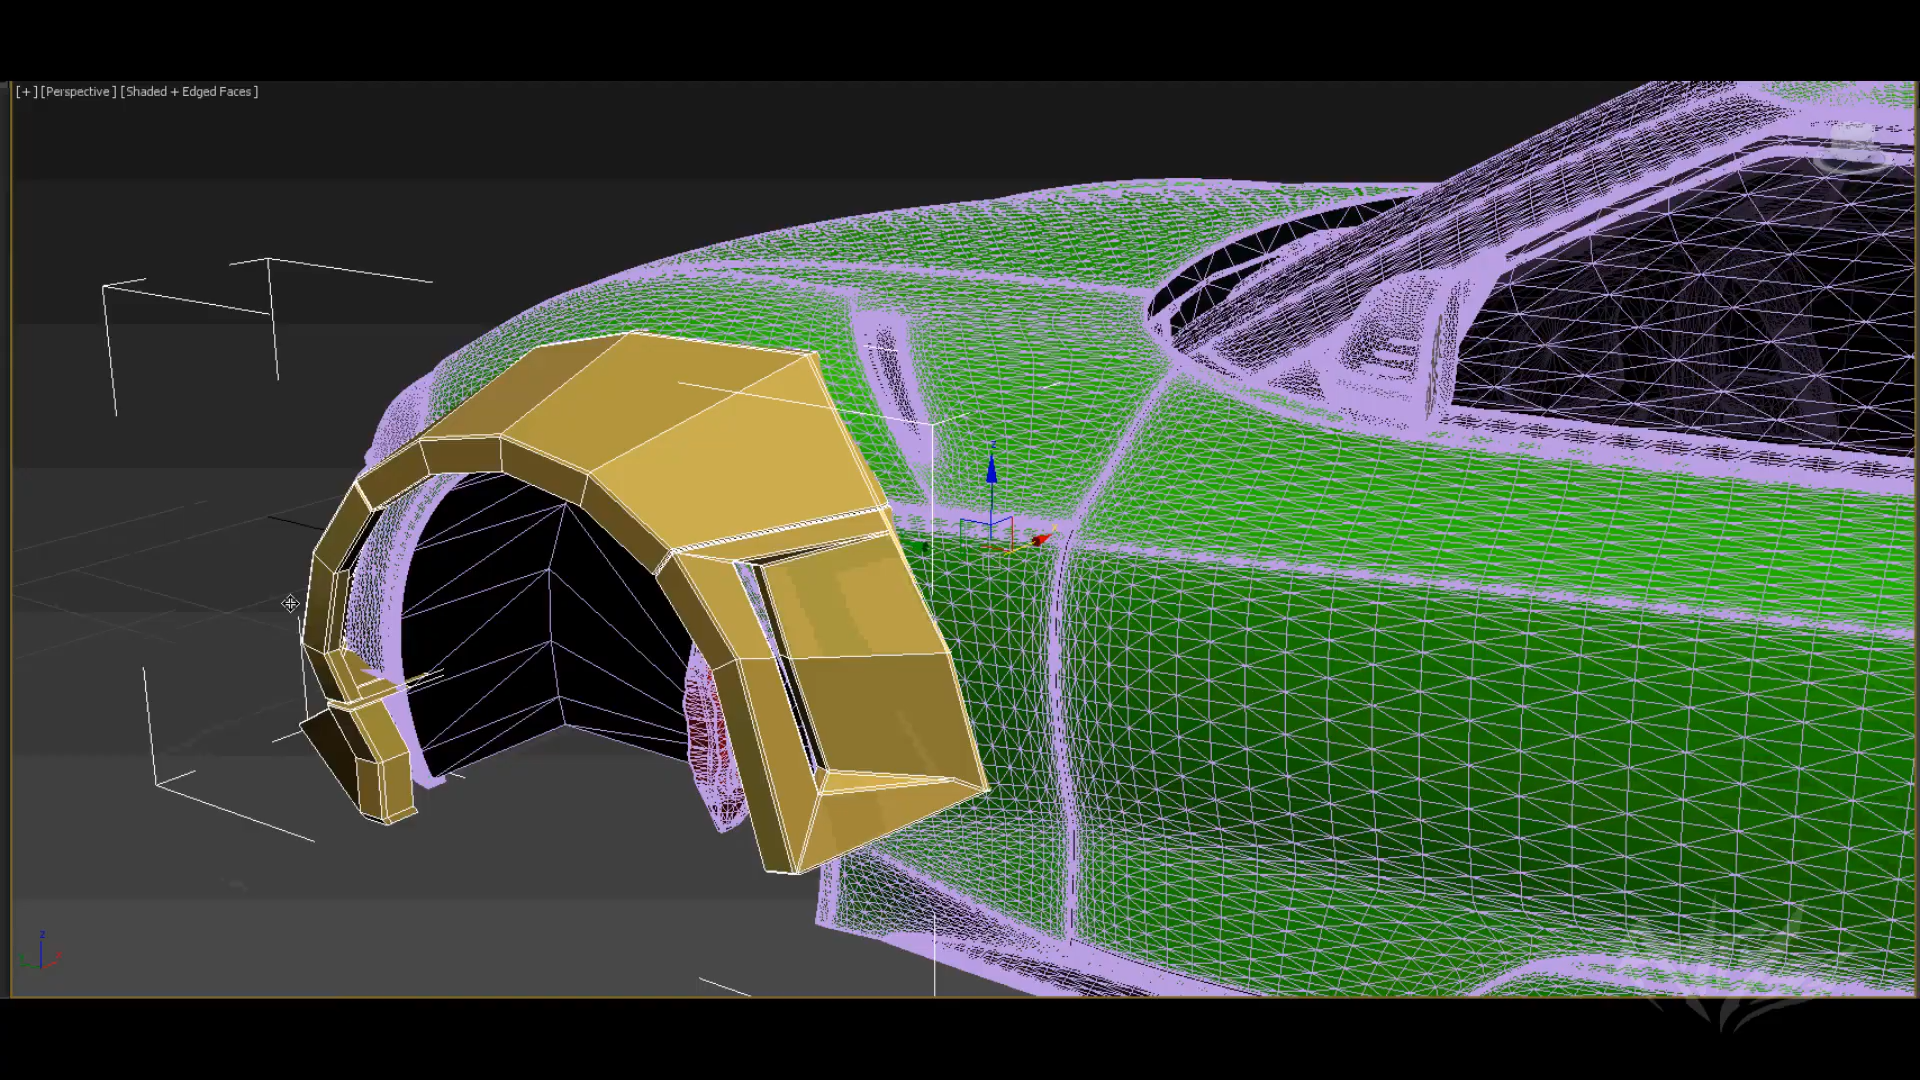 [+] [Perspective] [Shaded + Edged Faces]
z
x
z